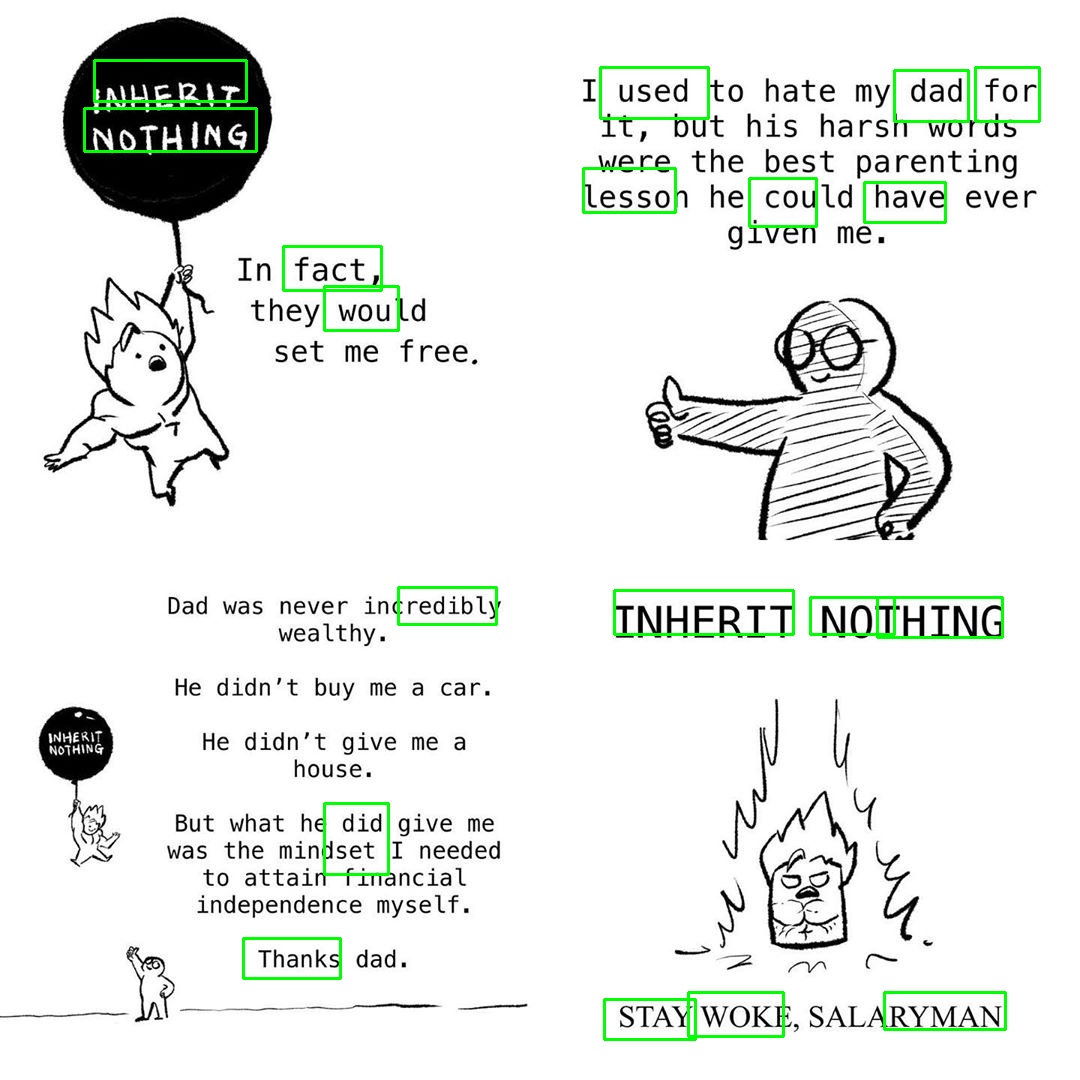 INHERIT
NOTHING
In fact,
they would
set me free.
I used to hate my dad for
it, but his harsh words
were the best parenting
lesson he could have ever
given me.
Dad was never incredibly
wealthy.
He didn't buy me a car.
He didn't give me a
house.
INHERIT
NOTHING
But what he did give me
was the mindset I needed
to attain financial
independence myself.
Thanks dad.
INHERIT NOTHING
STAY WOKE, SALARYMAN